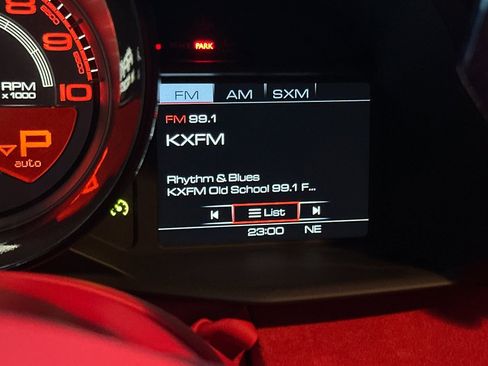 PARK
FM AM SXM
FM 99.1
KXFM
Rhythm & Blues
KXFM Old School 99.1 F...
List
23:00 NE
8
9
10
RPM
x1000
P
auto